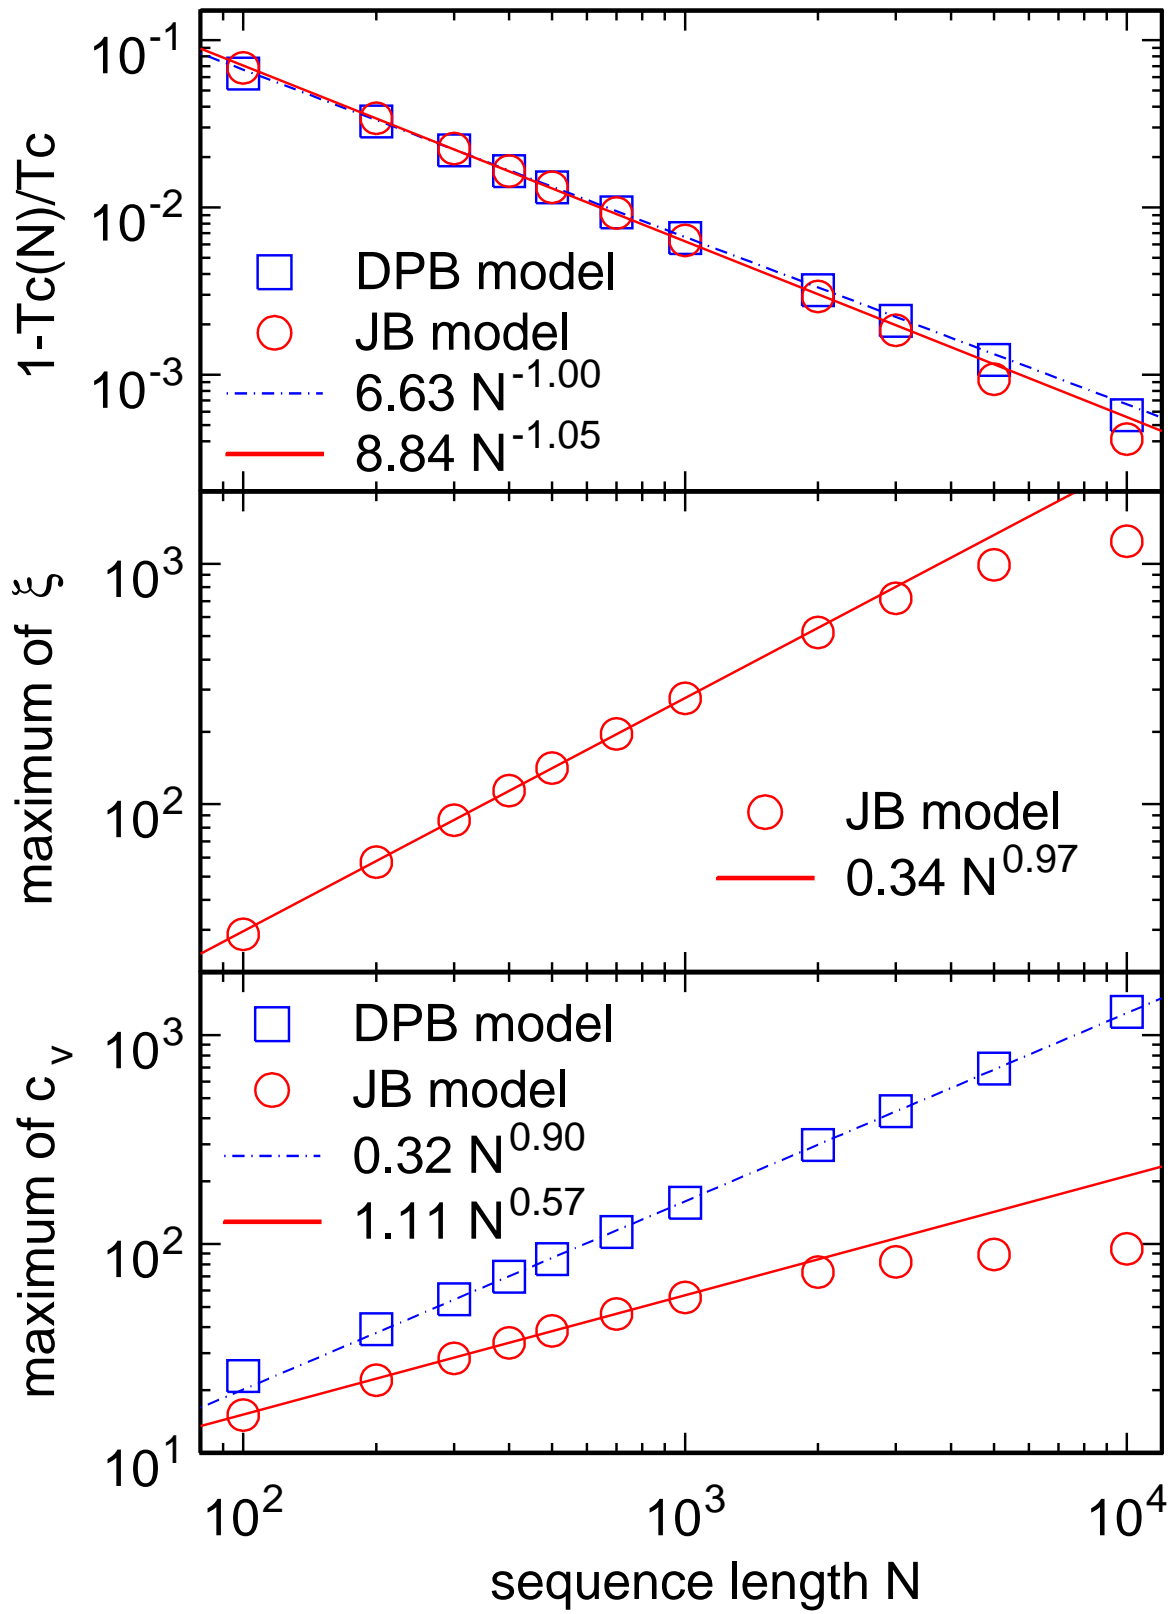 10^-1
10^-2
10^-3
1-Tc(N)/Tc
DPB model
JB model
6.63 N^-1.00
8.84 N^-1.05
10^3
10^2
maximum of ξ
JB model
0.34 N^0.97
10^3
10^2
10^1
maximum of c_v
DPB model
JB model
0.32 N^0.90
1.11 N^0.57
10^2 10^3 10^4
sequence length N